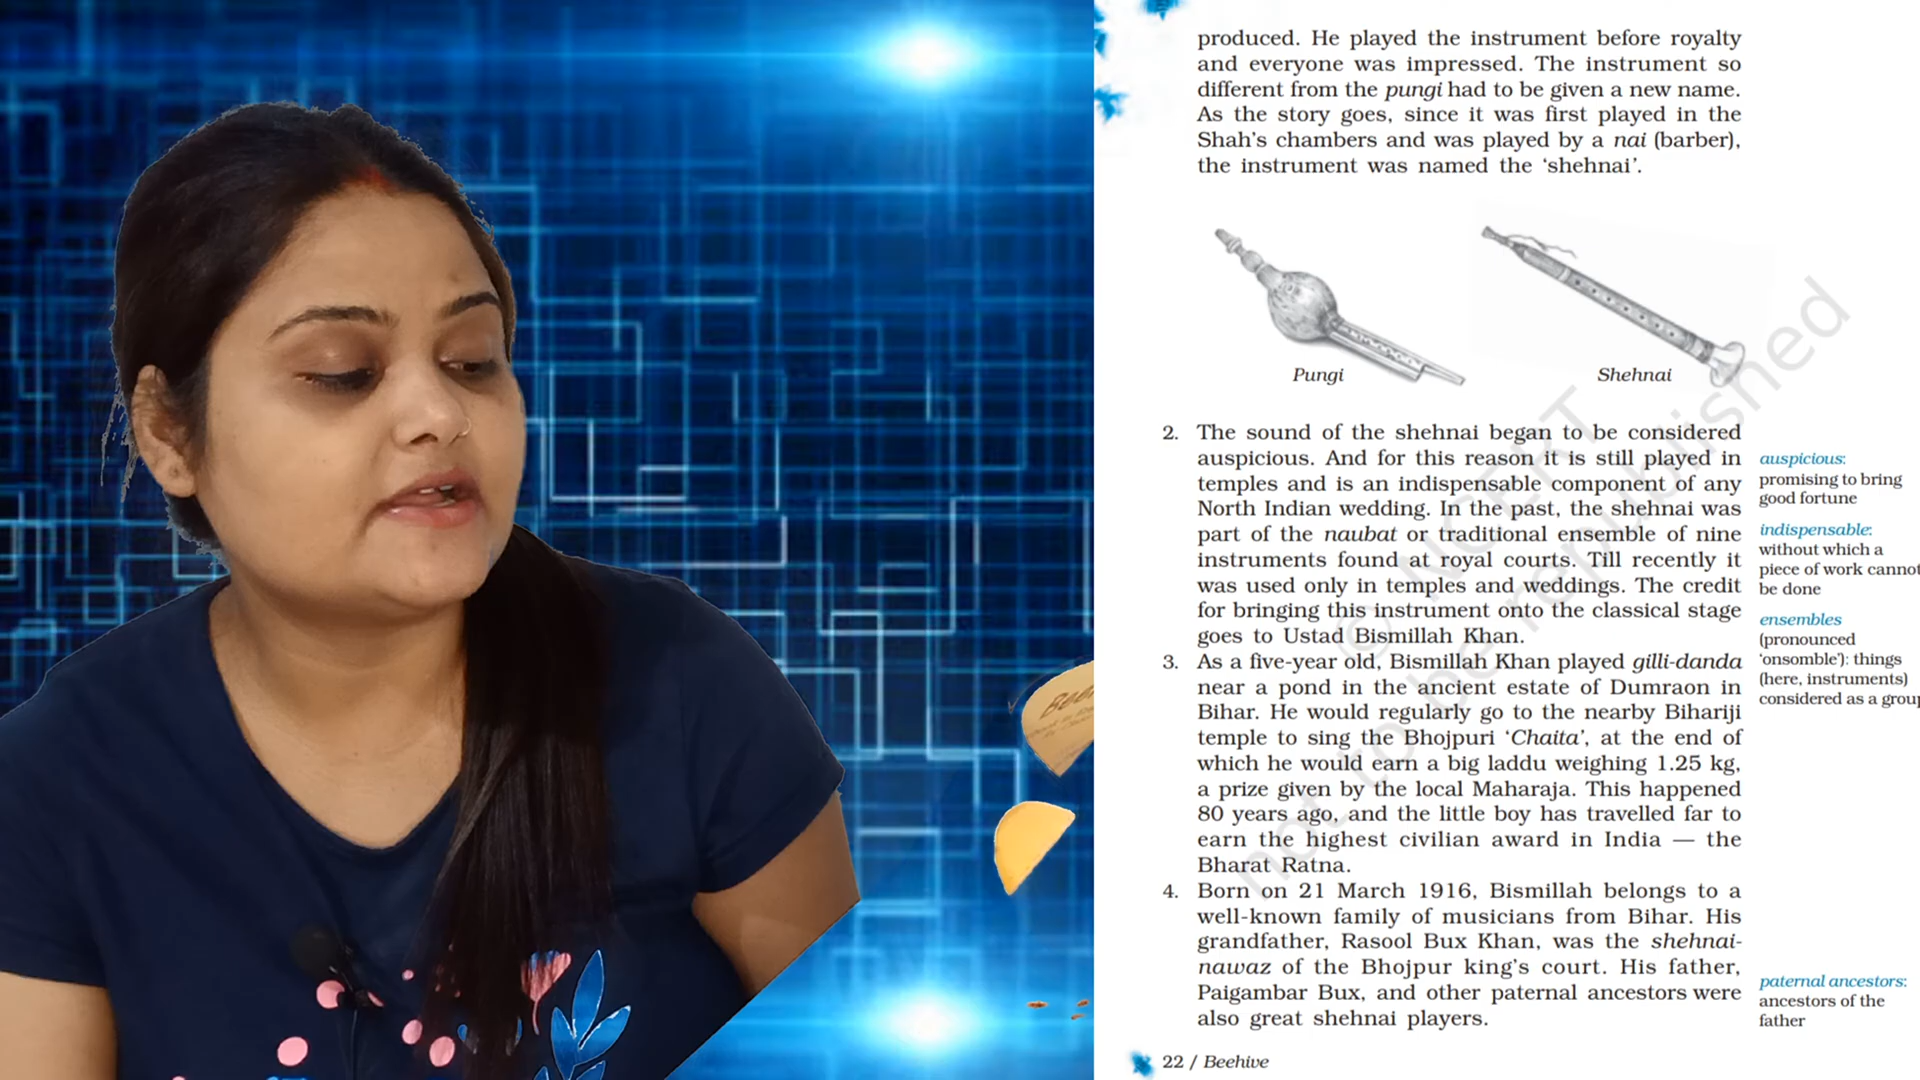 produced. He played the instrument before royalty
and everyone was impressed. The instrument so
different from the pungi had to be given a new name.
As the story goes, since it was first played in the
Shah's chambers and was played by a nai (barber),
the instrument was named the ‘shehnai’.
Pungi
Shehnai
2. The sound of the shehnai began to be considered
auspicious. And for this reason it is still played in
temples and is an indispensable component of any
North Indian wedding. In the past, the shehnai was
part of the naubat or traditional ensemble of nine
instruments found at royal courts. Till recently it
was used only in temples and weddings. The credit
for bringing this instrument onto the classical stage
goes to Ustad Bismillah Khan.
auspicious:
promising to bring
good fortune
indispensable:
without which a
piece of work cannot
be done
ensembles
(pronounced
‘onsomble’): things
(here, instruments)
considered as a group
3. As a five-year old, Bismillah Khan played gilli-danda
near a pond in the ancient estate of Dumraon in
Bihar. He would regularly go to the nearby Bihariji
temple to sing the Bhojpuri ‘Chaita’, at the end of
which he would earn a big laddu weighing 1.25 kg,
a prize given by the local Maharaja. This happened
80 years ago, and the little boy has travelled far to
earn the highest civilian award in India — the
Bharat Ratna.
4. Born on 21 March 1916, Bismillah belongs to a
well-known family of musicians from Bihar. His
grandfather, Rasool Bux Khan, was the shehnai-
nawaz of the Bhojpur king's court. His father,
Paigambar Bux, and other paternal ancestors were
also great shehnai players.
paternal ancestors:
ancestors of the
father
22 / Beehive
© NCERT
not to be republished